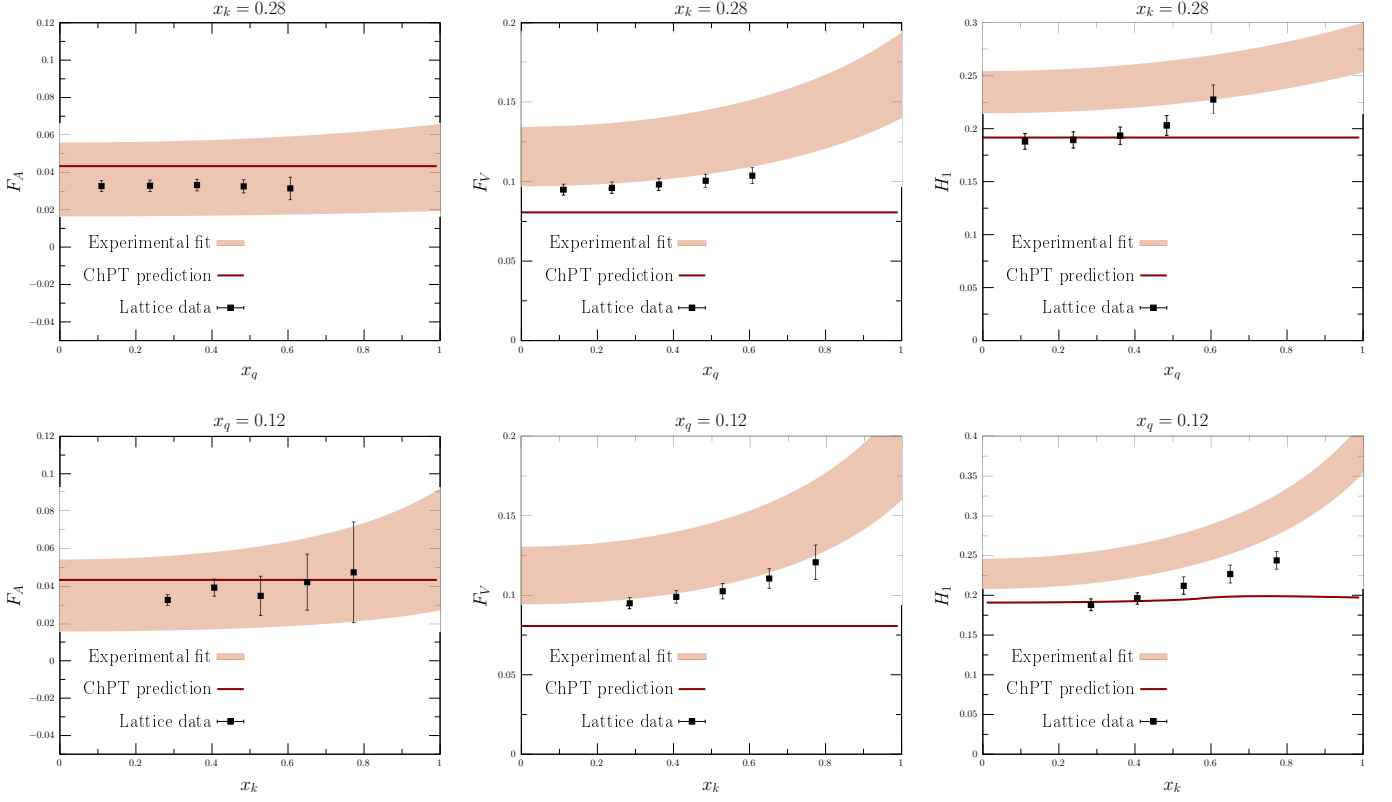 x_k = 0.28
F_A
0.12
0.1
0.08
0.06
0.04
0.02
0
−0.02
−0.04
Experimental fit
ChPT prediction
Lattice data
0 0.2 0.4 0.6 0.8 1
x_q
x_k = 0.28
F_V
0.2
0.15
0.1
0.05
0
Experimental fit
ChPT prediction
Lattice data
0 0.2 0.4 0.6 0.8 1
x_q
x_k = 0.28
H_1
0.3
0.25
0.2
0.15
0.1
0.05
0
Experimental fit
ChPT prediction
Lattice data
0 0.2 0.4 0.6 0.8 1
x_q
x_q = 0.12
F_A
0.12
0.1
0.08
0.06
0.04
0.02
0
−0.02
−0.04
Experimental fit
ChPT prediction
Lattice data
0 0.2 0.4 0.6 0.8 1
x_k
x_q = 0.12
F_V
0.2
0.15
0.1
0.05
0
Experimental fit
ChPT prediction
Lattice data
0 0.2 0.4 0.6 0.8 1
x_k
x_q = 0.12
H_1
0.4
0.35
0.3
0.25
0.2
0.15
0.1
0.05
0
Experimental fit
ChPT prediction
Lattice data
0 0.2 0.4 0.6 0.8 1
x_k